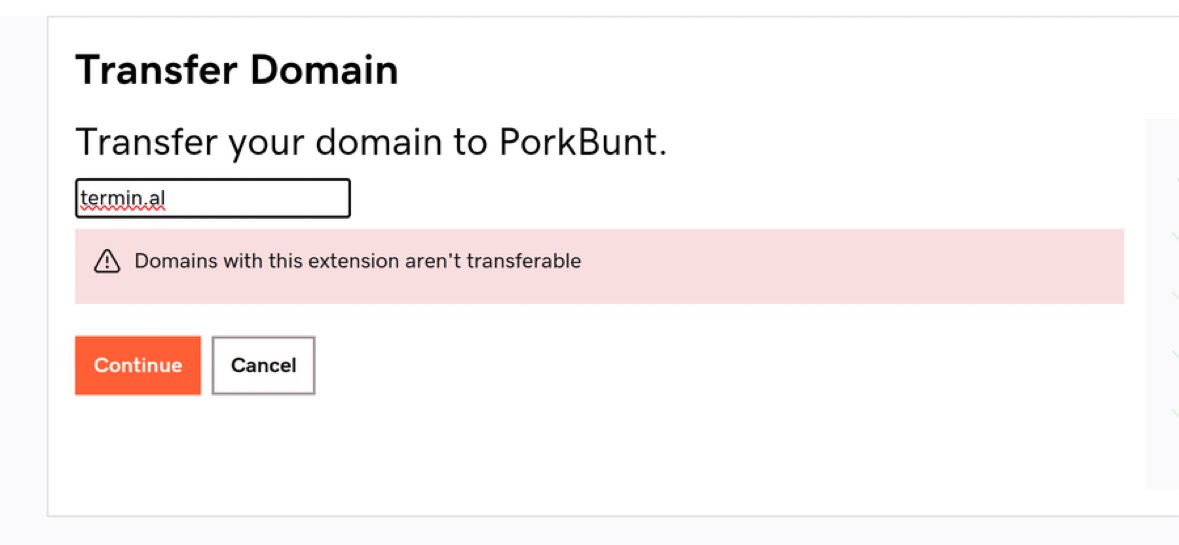 Transfer Domain
Transfer your domain to PorkBunt.
termin.al
Domains with this extension aren't transferable
Continue
Cancel